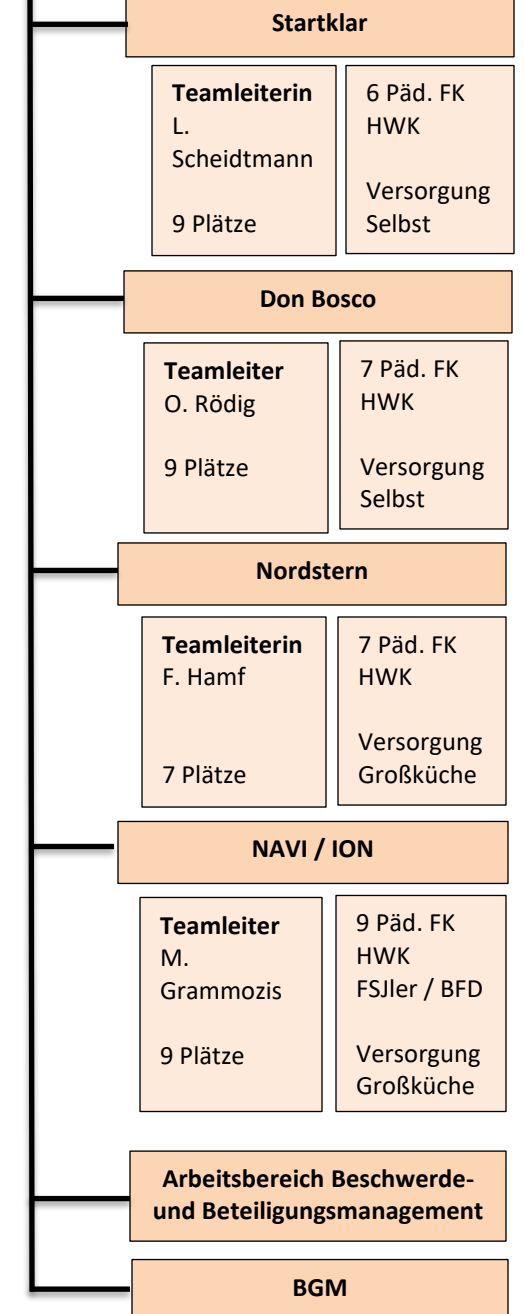 Startklar
Teamleiterin
L.
Scheidtmann
9 Plätze
6 Päd. FK
HWK
Versorgung
Selbst
Don Bosco
Teamleiter
O. Rödig
9 Plätze
7 Päd. FK
HWK
Versorgung
Selbst
Nordstern
Teamleiterin
F. Hamf
7 Plätze
7 Päd. FK
HWK
Versorgung
Großküche
NAVI / ION
Teamleiter
M.
Grammozis
9 Plätze
9 Päd. FK
HWK
FSJler / BFD
Versorgung
Großküche
Arbeitsbereich Beschwerde-
und Beteiligungsmanagement
BGM